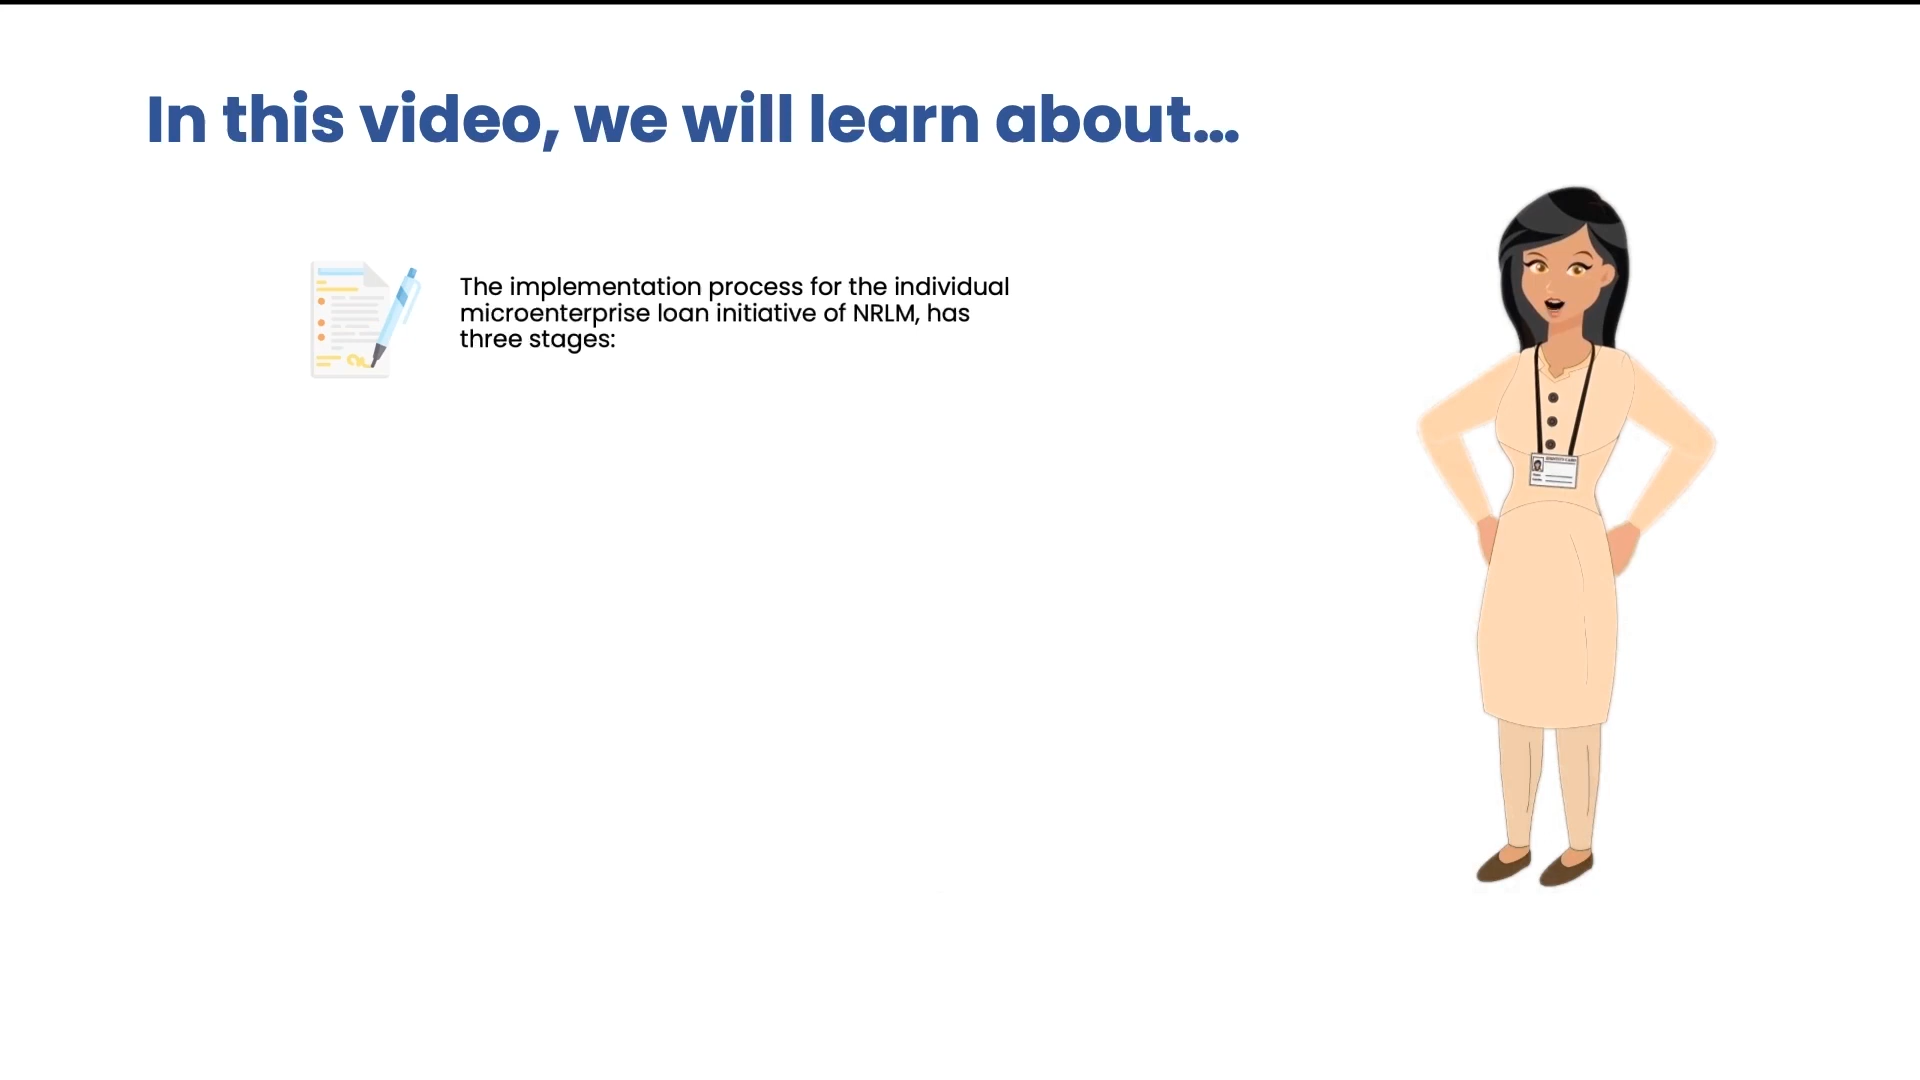 In this video, we will learn about...
The implementation process for the individual
microenterprise loan initiative of NRLM, has
three stages: